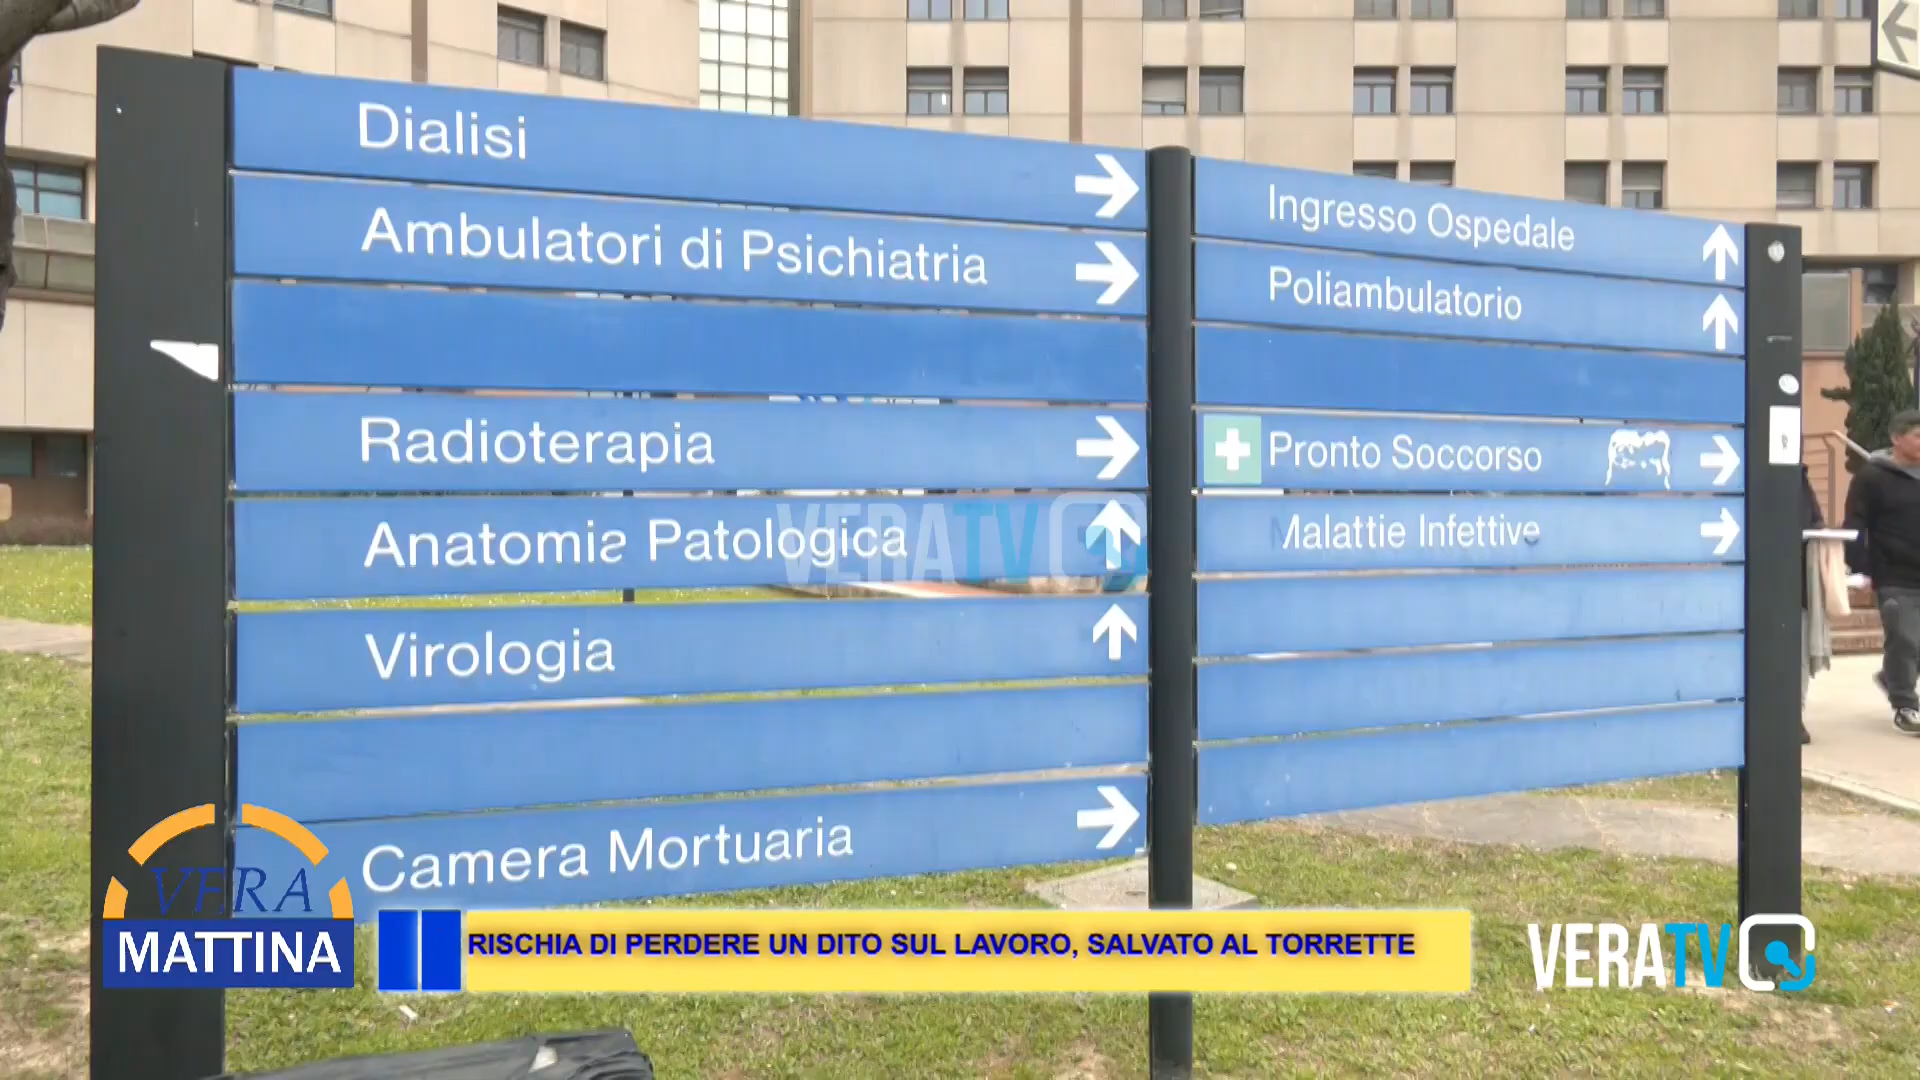 Dialisi
Ambulatori di Psichiatria
Radioterapia
Anatomia Patologica
Virologia
Camera Mortuaria
Ingresso Ospedale
Poliambulatorio
Pronto Soccorso
Malattie Infettive
VERATV
VERA
MATTINA
RISCHIA DI PERDERE UN DITO SUL LAVORO, SALVATO AL TORRETTE
VERATV